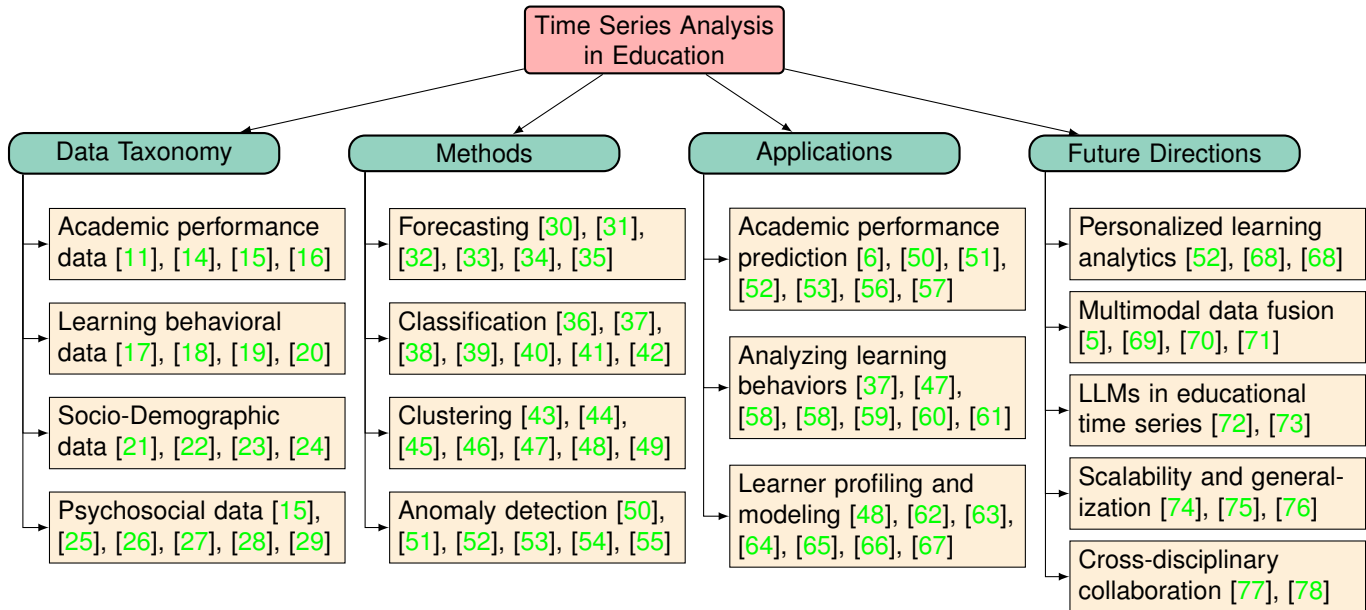 Time Series Analysis
in Education
Data Taxonomy
Academic performance
data [11], [14], [15], [16]
Learning behavioral
data [17], [18], [19], [20]
Socio-Demographic
data [21], [22], [23], [24]
Psychosocial data [15],
[25], [26], [27], [28], [29]
Methods
Forecasting [30], [31],
[32], [33], [34], [35]
Classification [36], [37],
[38], [39], [40], [41], [42]
Clustering [43], [44],
[45], [46], [47], [48], [49]
Anomaly detection [50],
[51], [52], [53], [54], [55]
Applications
Academic performance
prediction [6], [50], [51],
[52], [53], [56], [57]
Analyzing learning
behaviors [37], [47],
[58], [58], [59], [60], [61]
Learner profiling and
modeling [48], [62], [63],
[64], [65], [66], [67]
Future Directions
Personalized learning
analytics [52], [68], [68]
Multimodal data fusion
[5], [69], [70], [71]
LLMs in educational
time series [72], [73]
Scalability and general-
ization [74], [75], [76]
Cross-disciplinary
collaboration [77], [78]